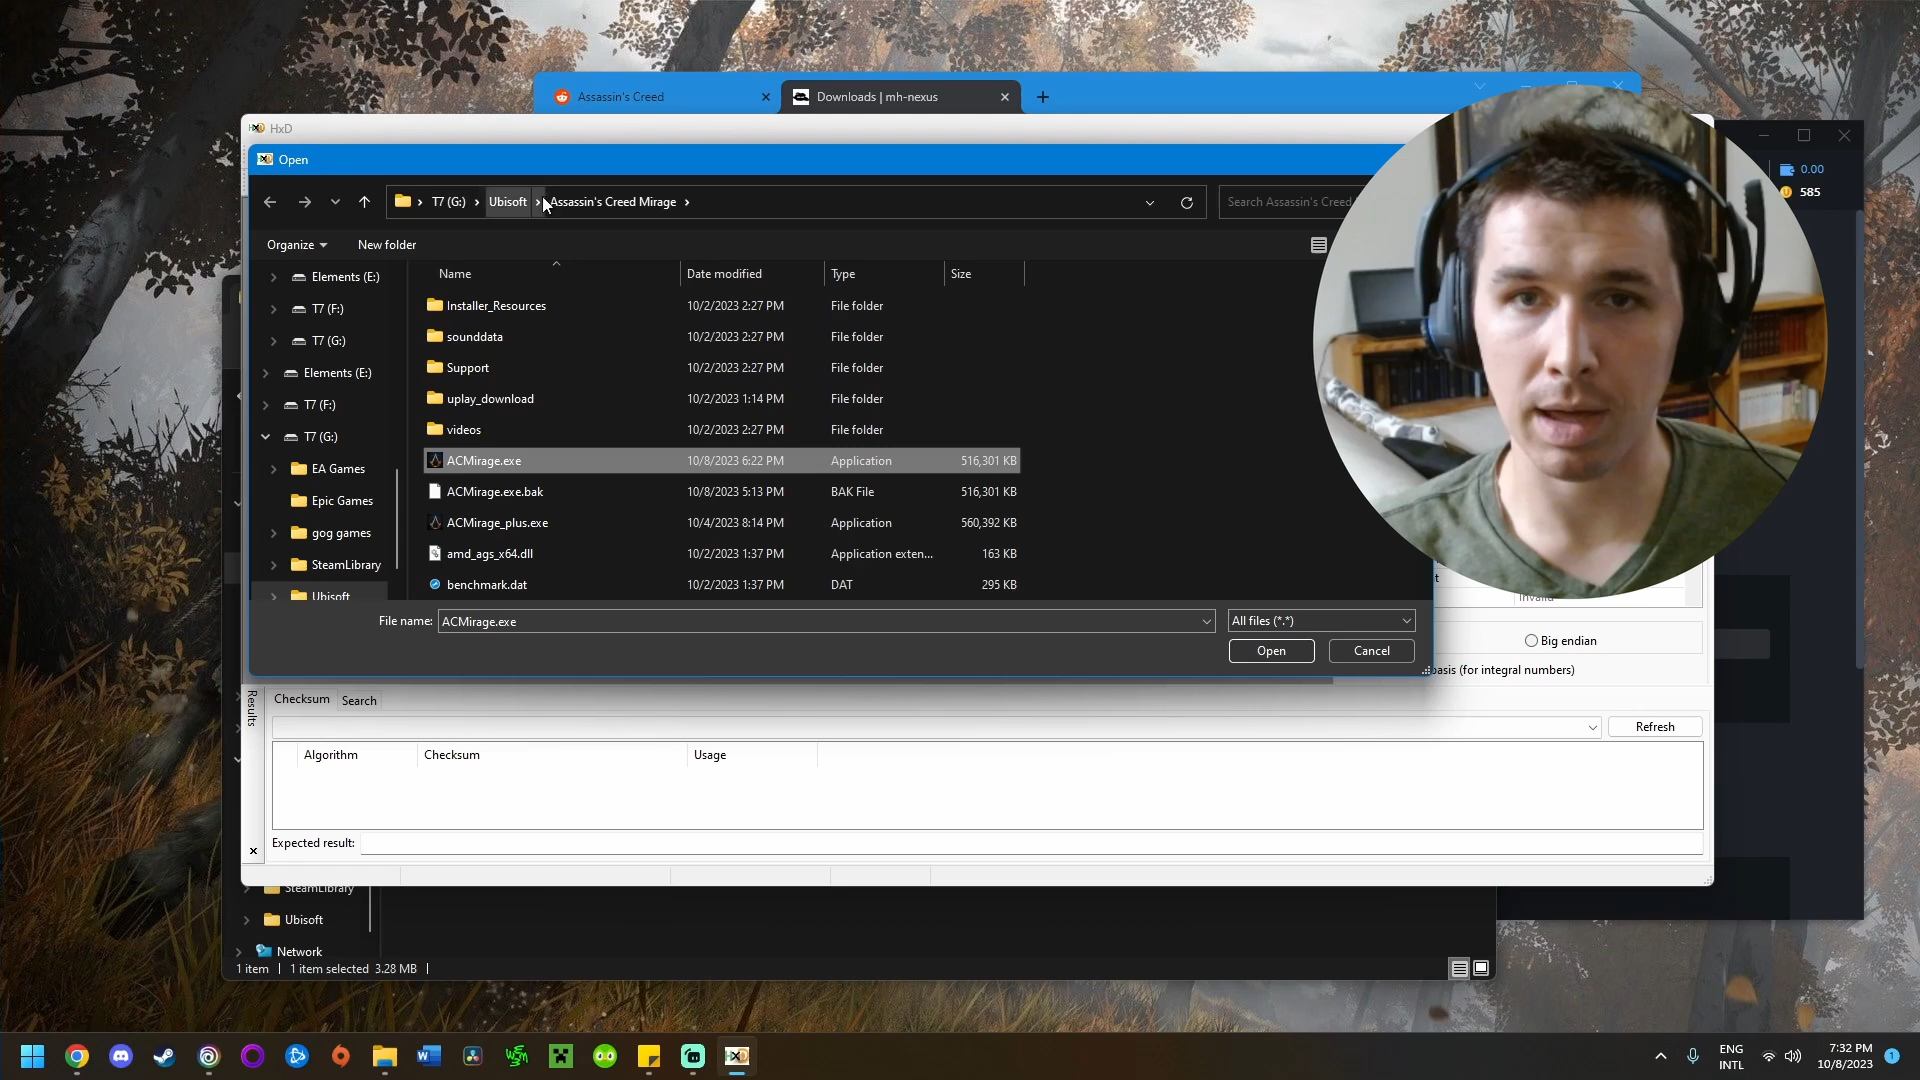 Assassin's Creed
Downloads | mh-nexus
HxD
Open
0.00
585
T7 (G:) › Ubisoft › Assassin's Creed Mirage ›
Search Assassin's Creed
Organize
New folder
Name
Date modified
Type
Size
Elements (E:)
T7 (F:)
T7 (G:)
Elements (E:)
T7 (F:)
T7 (G:)
EA Games
Epic Games
gog games
SteamLibrary
Ubisoft
Installer_Resources 10/2/2023 2:27 PM File folder
sounddata 10/2/2023 2:27 PM File folder
Support 10/2/2023 2:27 PM File folder
uplay_download 10/2/2023 1:14 PM File folder
videos 10/2/2023 2:27 PM File folder
ACMirage.exe 10/8/2023 6:22 PM Application 516,301 KB
ACMirage.exe.bak 10/8/2023 5:13 PM BAK File 516,301 KB
ACMirage_plus.exe 10/4/2023 8:14 PM Application 560,392 KB
amd_ags_x64.dll 10/2/2023 1:37 PM Application exten... 163 KB
benchmark.dat 10/2/2023 1:37 PM DAT 295 KB
File name: ACMirage.exe
All files (*.*)
Open
Cancel
Big endian
basis (for integral numbers)
Results
Checksum
Search
Refresh
Algorithm
Checksum
Usage
Expected result:
SteamLibrary
Ubisoft
Network
1 item
1 item selected 3.28 MB
ENG
INTL
7:32 PM
10/8/2023
1